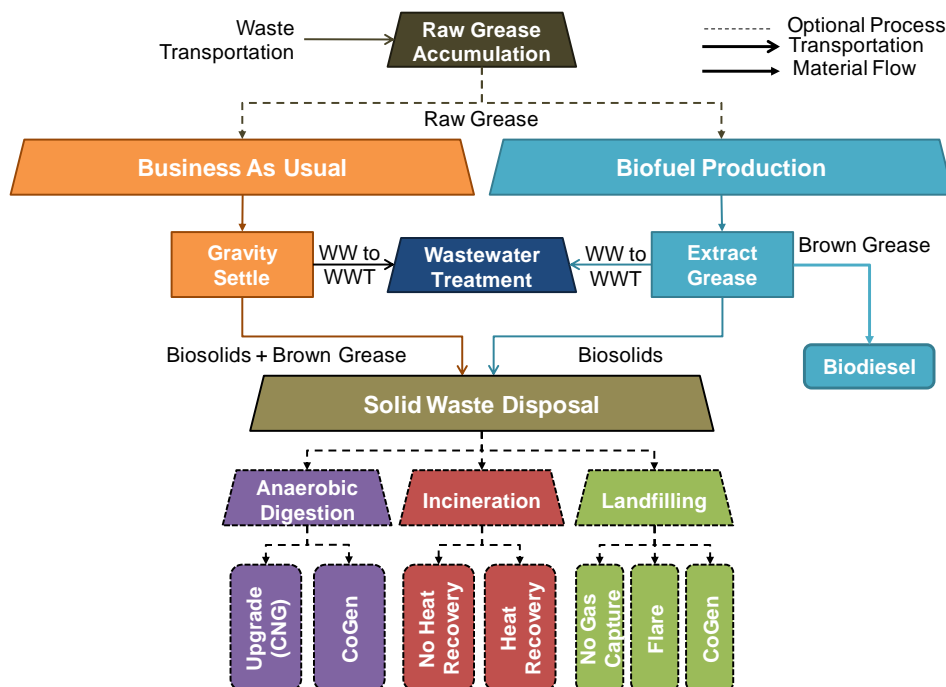 Waste
Transportation
Raw Grease
Accumulation
Optional Process
Transportation
Material Flow
Raw Grease
Business As Usual
Biofuel Production
Gravity
Settle
WW to
WWT
Wastewater
Treatment
WW to
WWT
Extract
Grease
Brown Grease
Biosolids + Brown Grease
Biosolids
Biodiesel
Solid Waste Disposal
Anaerobic
Digestion
Incineration
Landfilling
Upgrade
(CNG)
CoGen
No Heat
Recovery
Heat
Recovery
No Gas
Capture
Flare
CoGen